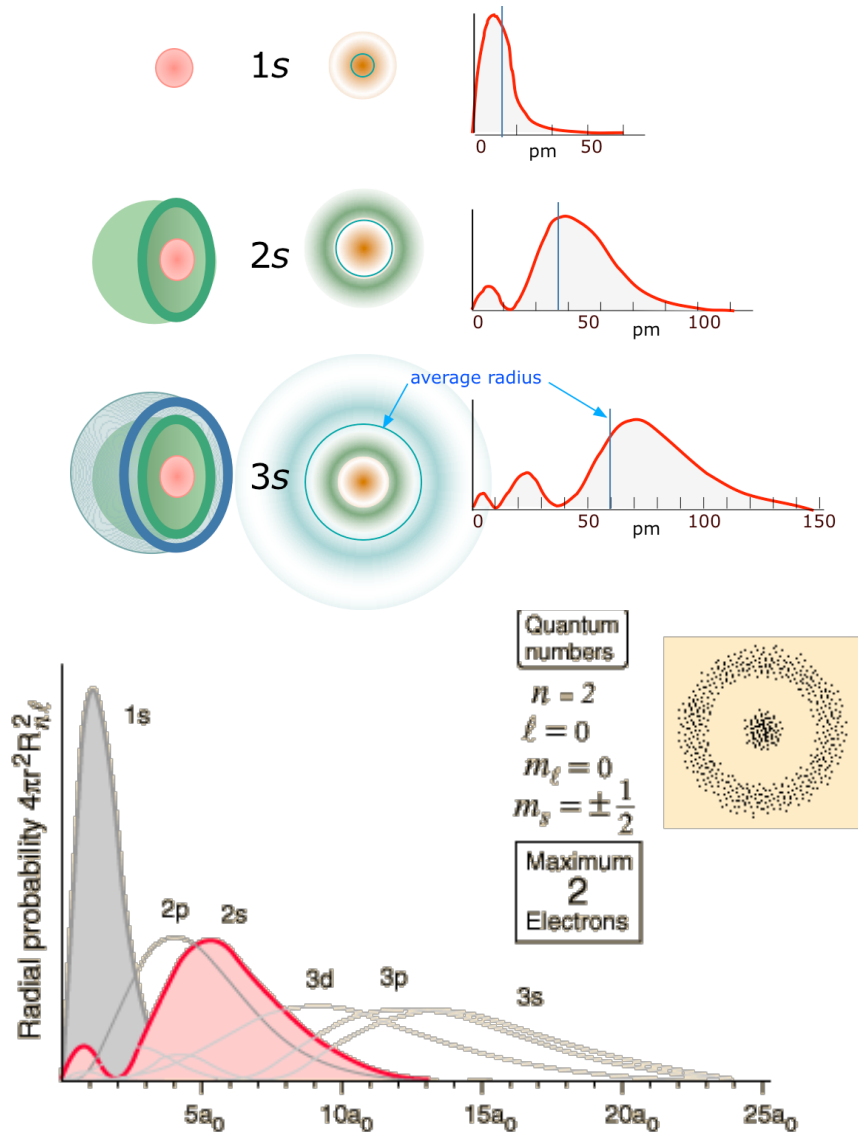 1s
0 pm 50
2s
0 50 100
pm
average radius
3s
0 50 100 150
pm
Quantum
numbers
n = 2
ℓ = 0
mℓ = 0
ms = ± 1/2
Maximum
2
Electrons
Radial probability 4πr²R²nℓ
1s
2p 2s
3d 3p 3s
5a₀ 10a₀ 15a₀ 20a₀ 25a₀